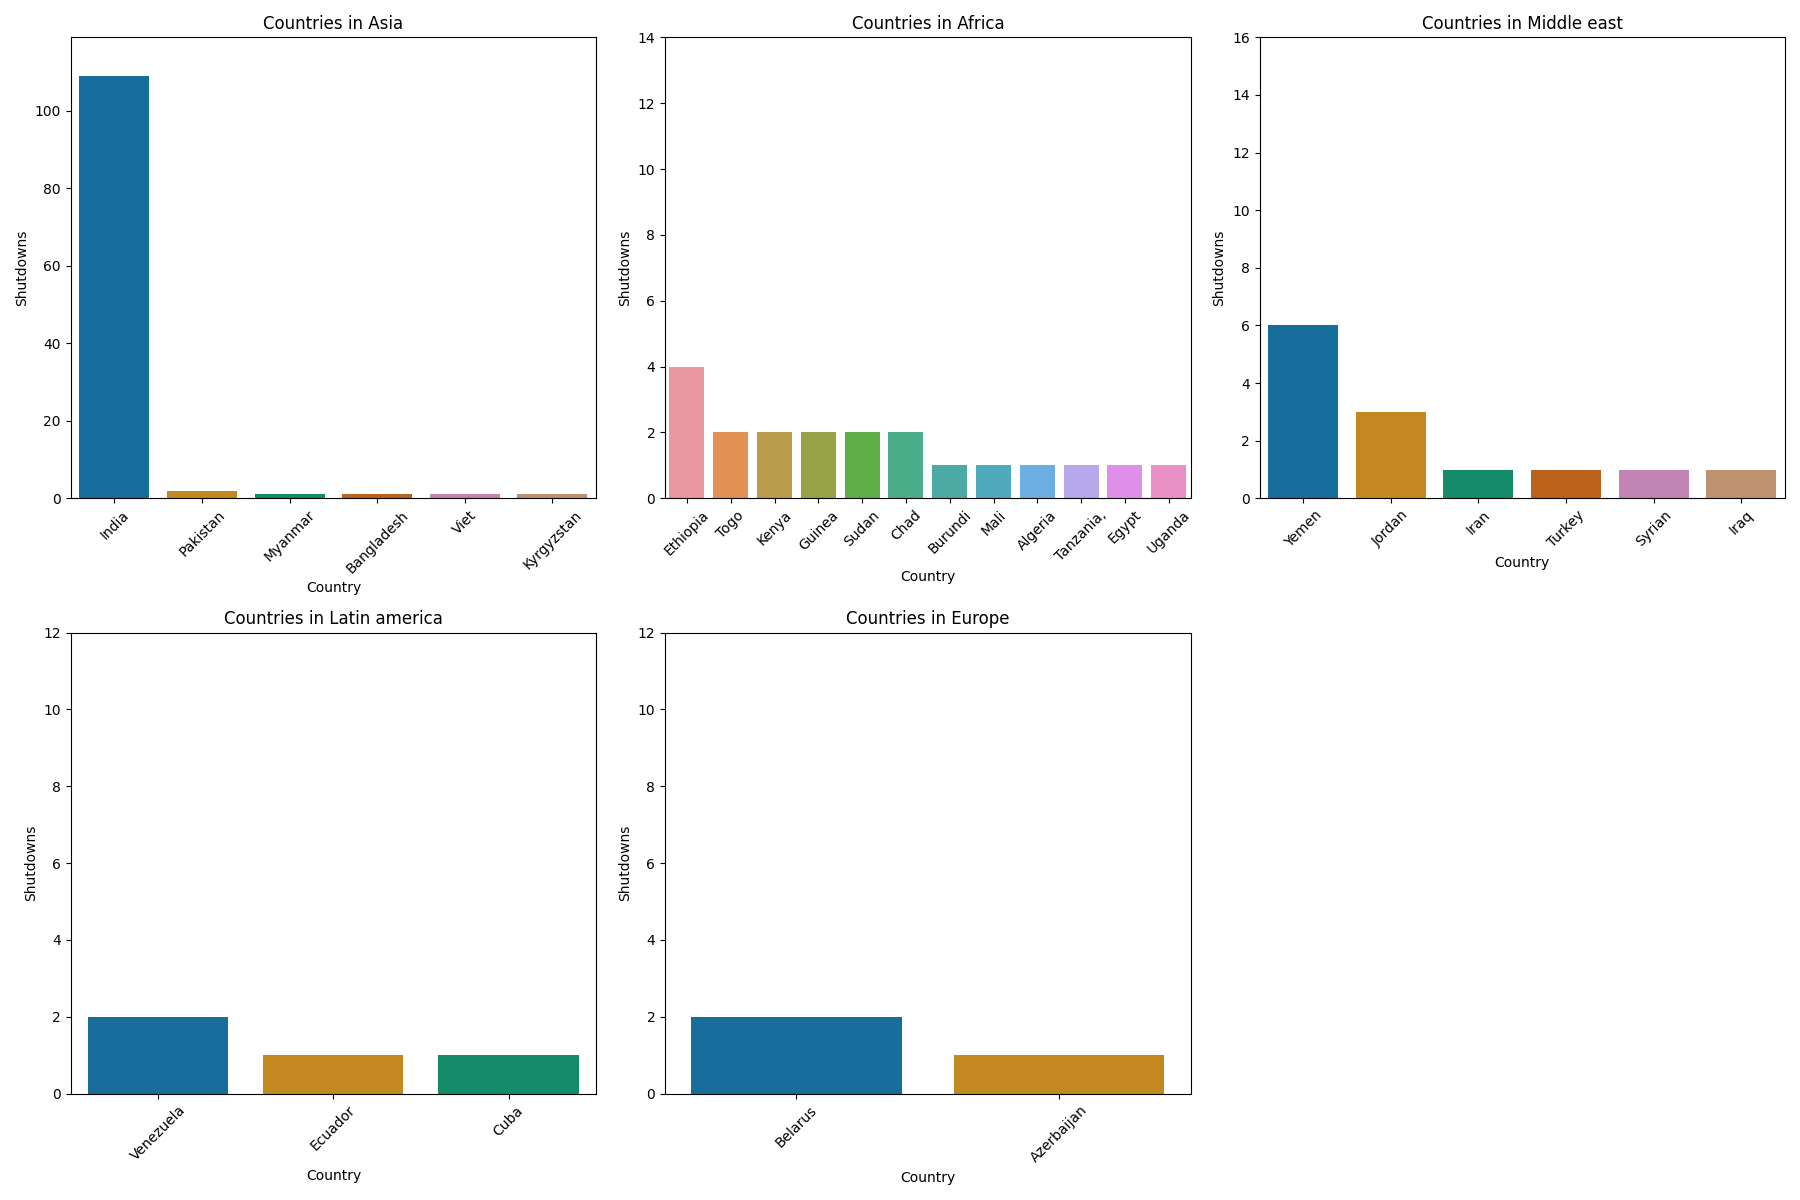 Countries in Asia
100
80
60
40
20
0
Shutdowns
India
Pakistan
Myanmar
Bangladesh
Viet
Kyrgyzstan
Country
Countries in Africa
14
12
10
8
6
4
2
0
Shutdowns
Ethiopia
Togo
Kenya
Guinea
Sudan
Chad
Burundi
Mali
Algeria
Tanzania,
Egypt
Uganda
Country
Countries in Middle east
16
14
12
10
8
6
4
2
0
Shutdowns
Yemen
Jordan
Iran
Turkey
Syrian
Iraq
Country
Countries in Latin america
12
10
8
6
4
2
0
Shutdowns
Venezuela
Ecuador
Cuba
Country
Countries in Europe
12
10
8
6
4
2
0
Shutdowns
Belarus
Azerbaijan
Country